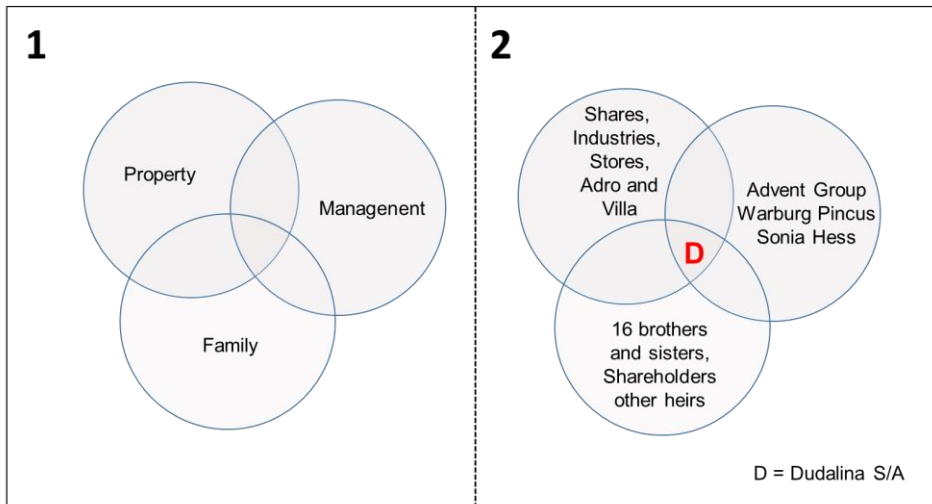 1
Property
Managenent
Family
2
Shares,
Industries,
Stores,
Adro and
Villa
Advent Group
Warburg Pincus
Sonia Hess
D
16 brothers
and sisters,
Shareholders
other heirs
D = Dudalina S/A